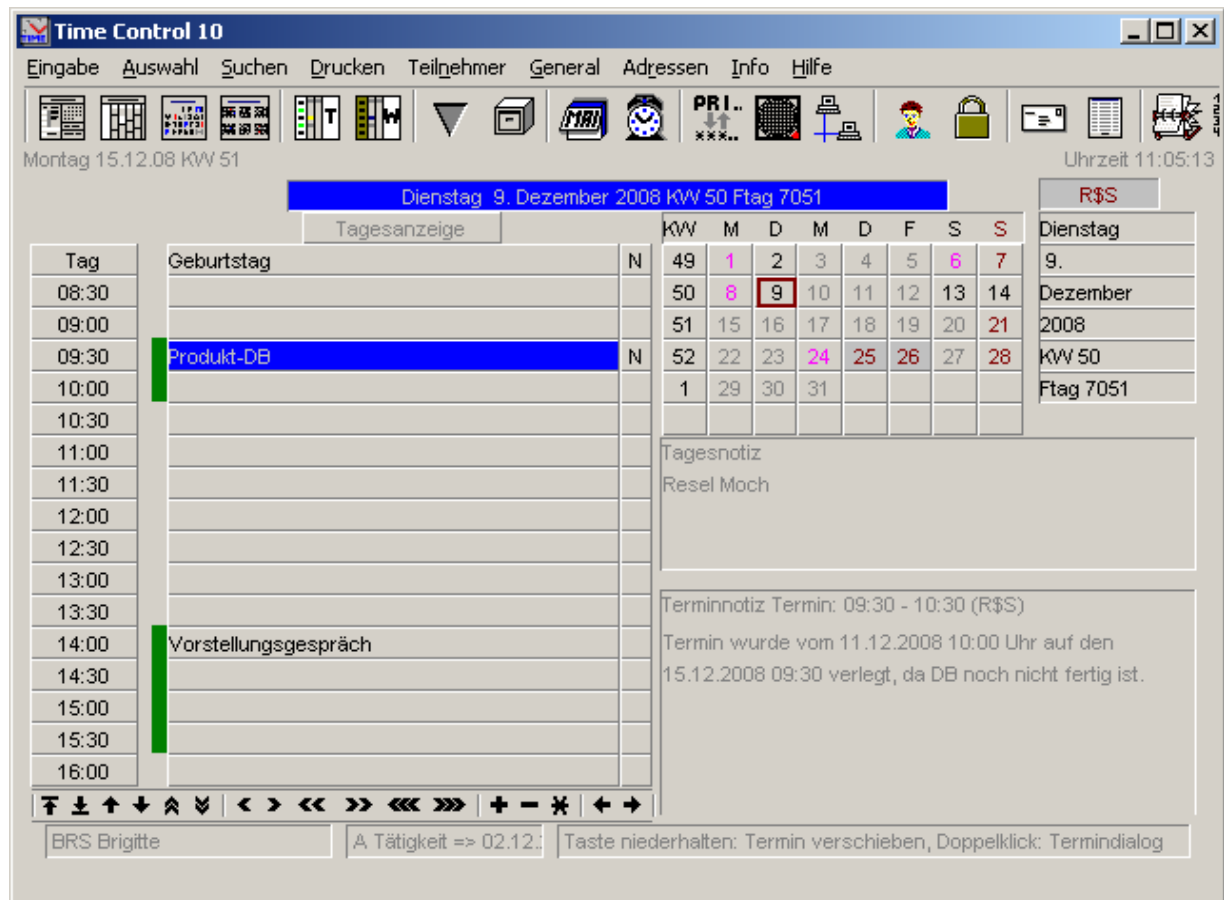 Time Control 10
Eingabe Auswahl Suchen Drucken Teilnehmer General Adressen Info Hilfe
Montag 15.12.08 KW 51 Uhrzeit 11:05:13
Dienstag 9. Dezember 2008 KW 50 Ftag 7051 R$S
Tagesanzeige
Tag Geburtstag N
08:30
09:00
09:30 Produkt-DB N
10:00
10:30
11:00
11:30
12:00
12:30
13:00
13:30
14:00 Vorstellungsgespräch
14:30
15:00
15:30
16:00
KW M D M D F S S
49 1 2 3 4 5 6 7
50 8 9 10 11 12 13 14
51 15 16 17 18 19 20 21
52 22 23 24 25 26 27 28
1 29 30 31
Dienstag
9.
Dezember
2008
KW 50
Ftag 7051
Tagesnotiz
Resel Moch
Terminnotiz Termin: 09:30 - 10:30 (R$S)
Termin wurde vom 11.12.2008 10:00 Uhr auf den
15.12.2008 09:30 verlegt, da DB noch nicht fertig ist.
BRS Brigitte A Tätigkeit => 02.12. Taste niederhalten: Termin verschieben, Doppelklick: Termindialog